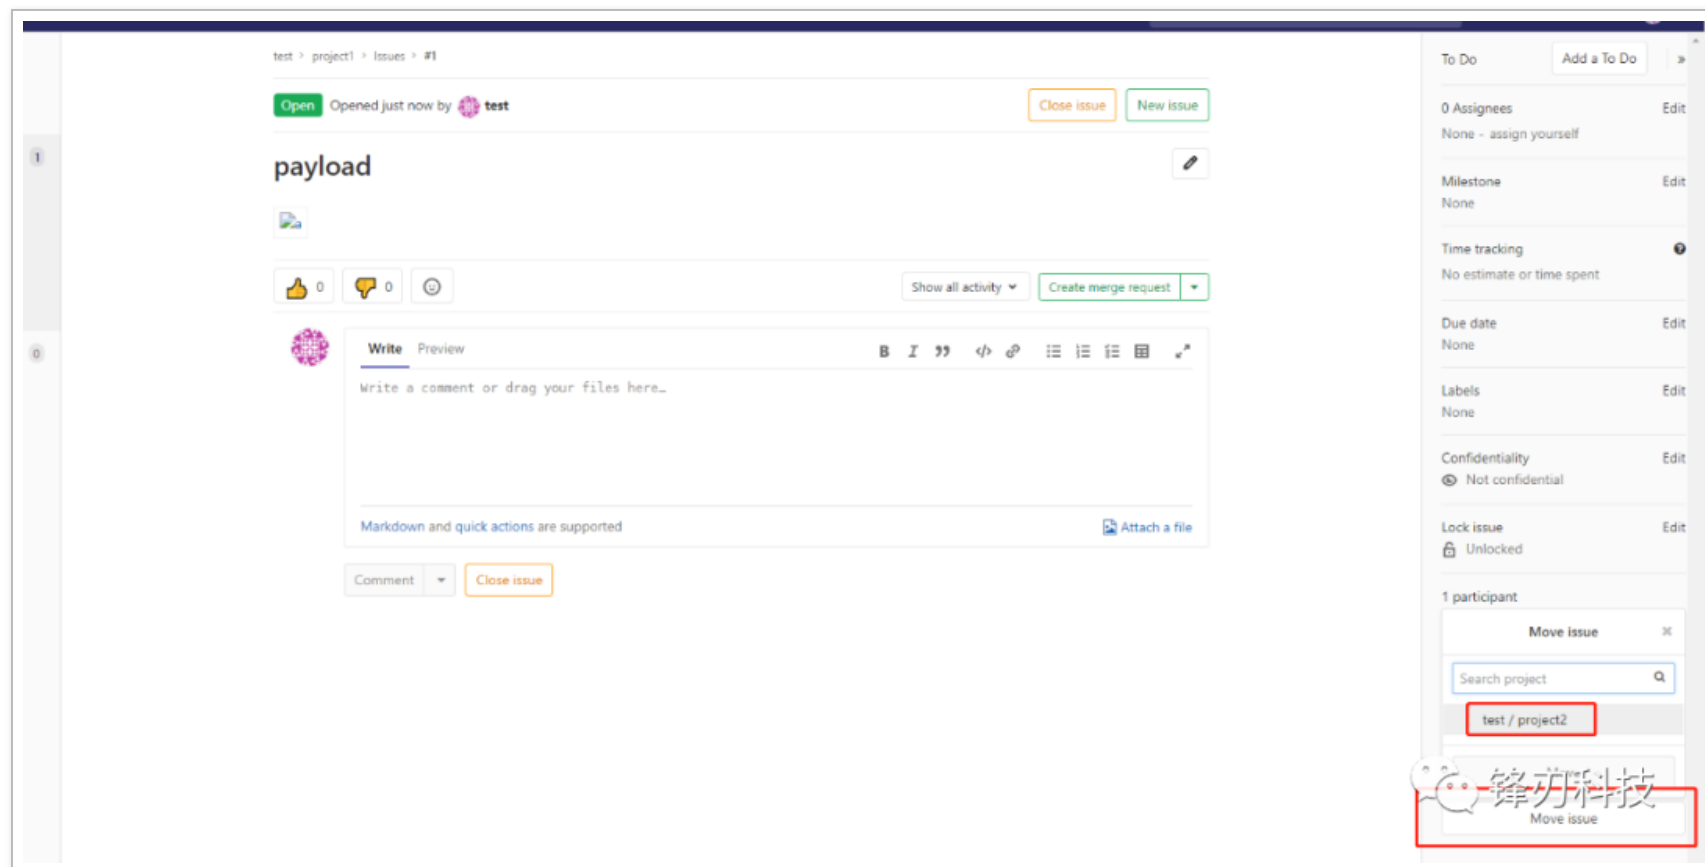 test > project1 > Issues > #1
Open Opened just now by test
Close issue New issue
payload
a
0 0
Show all activity Create merge request
Write Preview
Write a comment or drag your files here…
Markdown and quick actions are supported
Attach a file
Comment Close issue
1
0
To Do Add a To Do »
0 Assignees Edit
None - assign yourself
Milestone Edit
None
Time tracking
No estimate or time spent
Due date Edit
None
Labels Edit
None
Confidentiality Edit
Not confidential
Lock issue Edit
Unlocked
1 participant
Move issue
Search project
test / project2
锋刃科技
Move issue